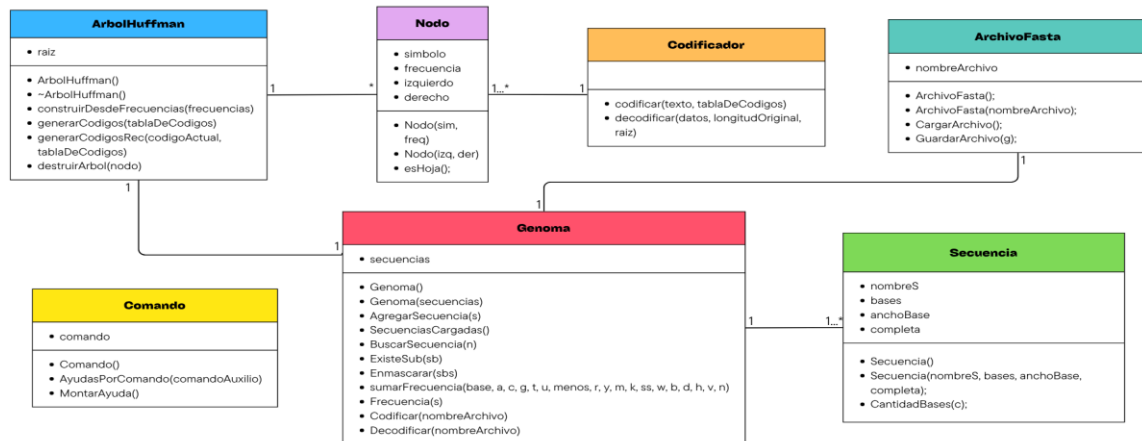 ArbolHuffman
• raiz
• ArbolHuffman()
• ~ArbolHuffman()
• construirDesdeFrecuencias(frecuencias)
• generarCodigos(tablaDeCodigos)
• generarCodigosRec(codigoActual,
tablaDeCodigos)
• destruirArbol(nodo)
1
*
Nodo
• simbolo
• frecuencia
• izquierdo
• derecho
• Nodo(sim,
freq)
• Nodo(izq, der)
• esHoja();
1...*
1
Codificador
• codificar(texto, tablaDeCodigos)
• decodificar(datos, longitudOriginal,
raiz)
ArchivoFasta
• nombreArchivo
• ArchivoFasta();
• ArchivoFasta(nombreArchivo);
• CargarArchivo();
• GuardarArchivo(g);
1
1
1
1
Genoma
• secuencias
• Genoma()
• Genoma(secuencias)
• AgregarSecuencia(s)
• SecuenciasCargadas()
• BuscarSecuencia(n)
• ExisteSub(sb)
• Enmascarar(sbs)
• sumarFrecuencia(base, a, c, g, t, u, menos, r, y, m, k, ss, w, b, d, h, v, n)
• Frecuencia(s)
• Codificar(nombreArchivo)
• Decodificar(nombreArchivo)
1
1...*
Secuencia
• nombreS
• bases
• anchoBase
• completa
• Secuencia()
• Secuencia(nombreS, bases, anchoBase,
completa);
• CantidadBases(c);
Comando
• comando
• Comando()
• AyudasPorComando(comandoAuxilio)
• MontarAyuda()